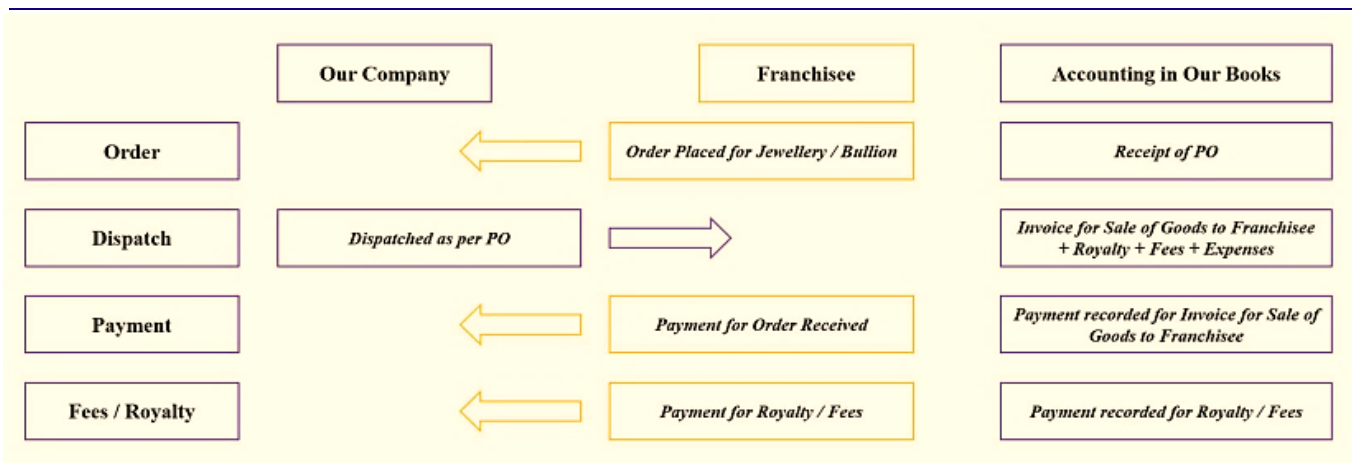 Our Company
Franchisee
Accounting in Our Books
Order
Order Placed for Jewellery / Bullion
Receipt of PO
Dispatch
Dispatched as per PO
Invoice for Sale of Goods to Franchisee
+ Royalty + Fees + Expenses
Payment
Payment for Order Received
Payment recorded for Invoice for Sale of
Goods to Franchisee
Fees / Royalty
Payment for Royalty / Fees
Payment recorded for Royalty / Fees